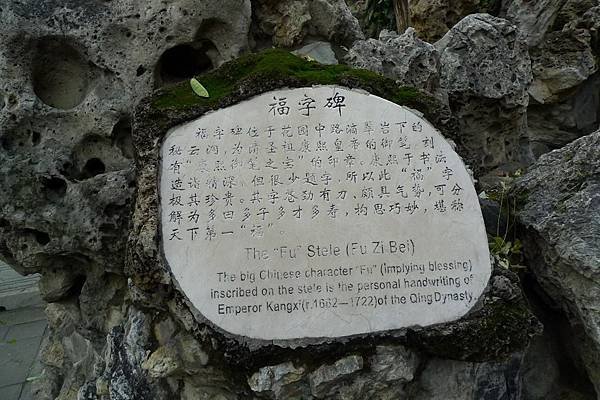 福字碑
福字碑位于花园中路滴翠岩下的
秘云洞，为清圣祖康熙皇帝的御笔，刻
有“康熙御笔之宝”的印章。康熙于书法
造诣精深，但很少题字，所以此“福”字
极其珍贵。其字苍劲有力，颇具气势，可分
解为多田多子多才多寿，构思巧妙，堪称
天下第一“福”。
The "Fu" Stele (Fu Zi Bei)
The big Chinese character "Fu" (implying blessing)
inscribed on the stele is the personal handwriting of
Emperor Kangxi(r.1662—1722)of the Qing Dynasty.